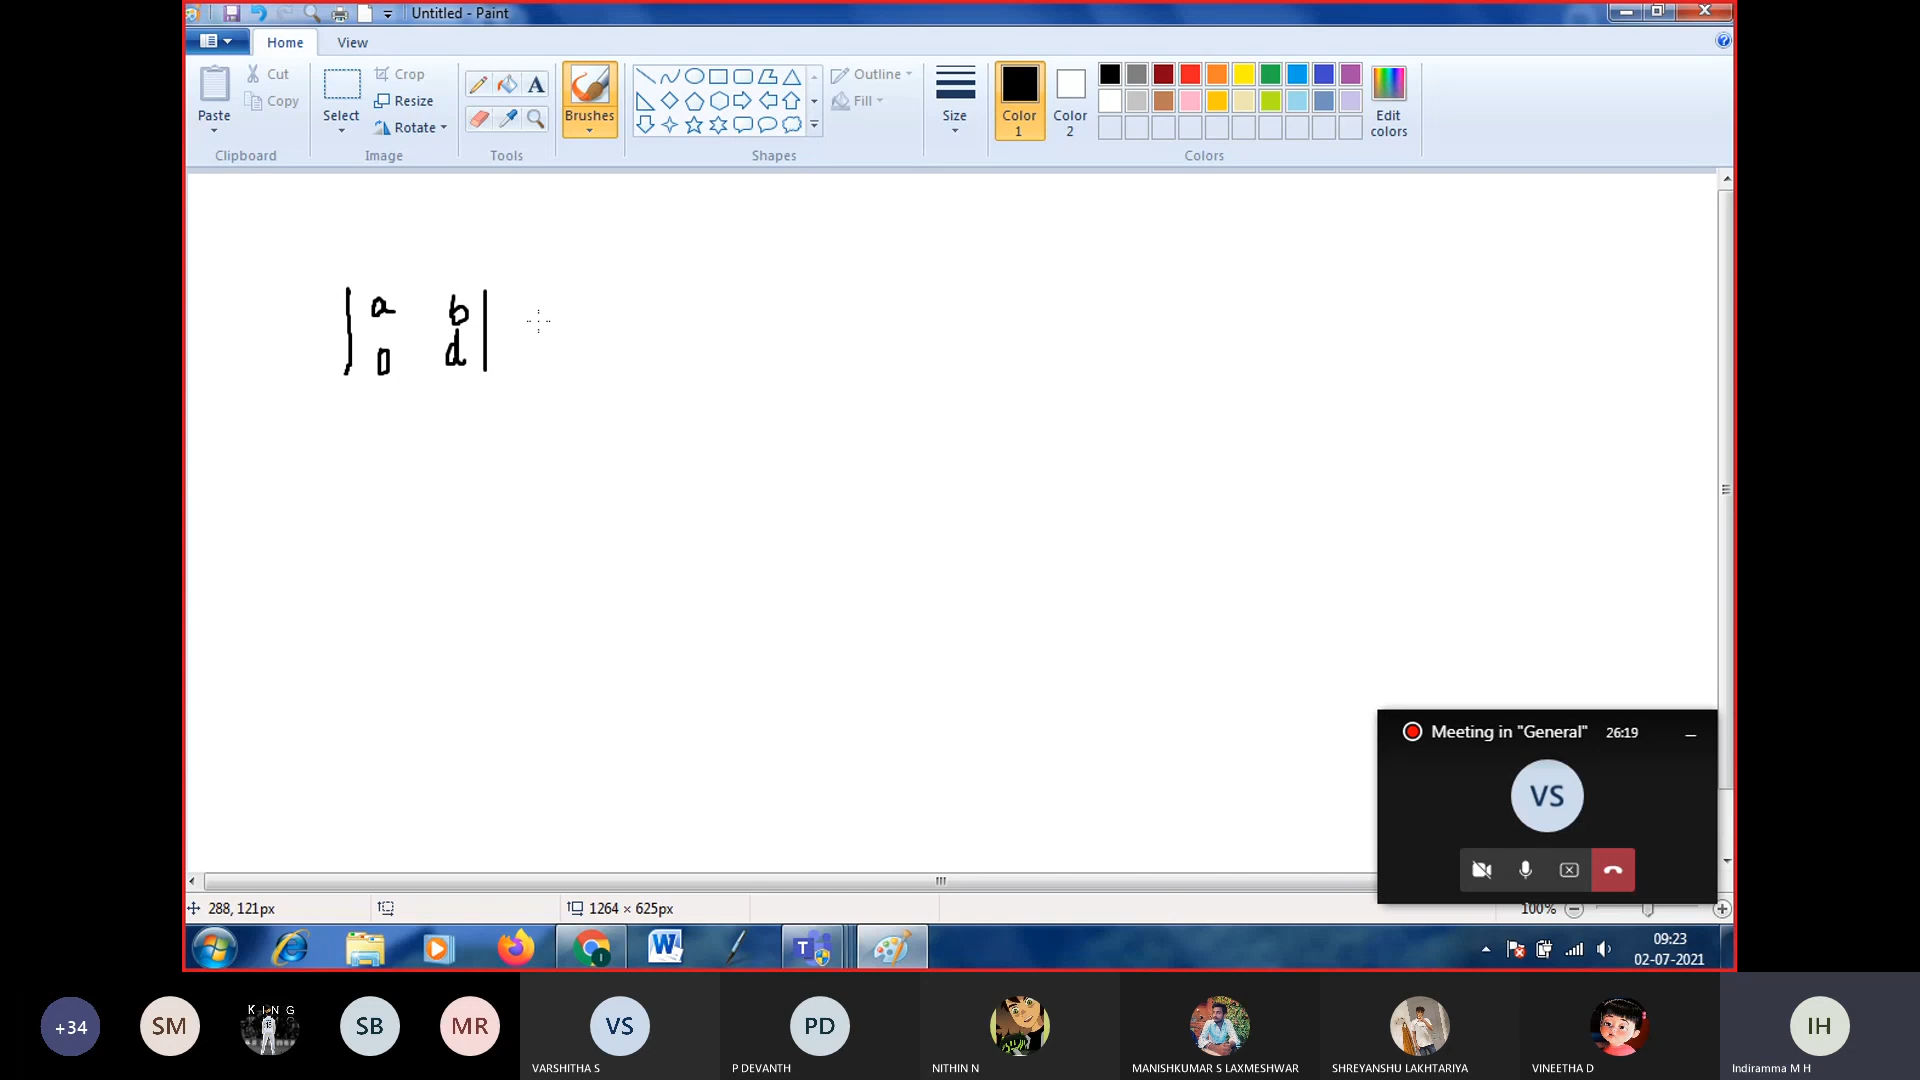 Untitled - Paint
Home View
Cut
Copy
Paste
Clipboard
Select
Crop
Resize
Rotate
Image
A
Tools
Brushes
Shapes
Outline
Fill
Size
Color 1
Color 2
Edit colors
Colors
a b
0 d
Meeting in "General" 26:19
VS
288, 121px
1264 × 625px
100%
W
T
09:23
02-07-2021
+34
SM
KING
SB
MR
VS
VARSHITHA S
PD
P DEVANTH
NITHIN N
MANISHKUMAR S LAXMESHWAR
SHREYANSHU LAKHTARIYA
VINEETHA D
IH
Indiramma M H